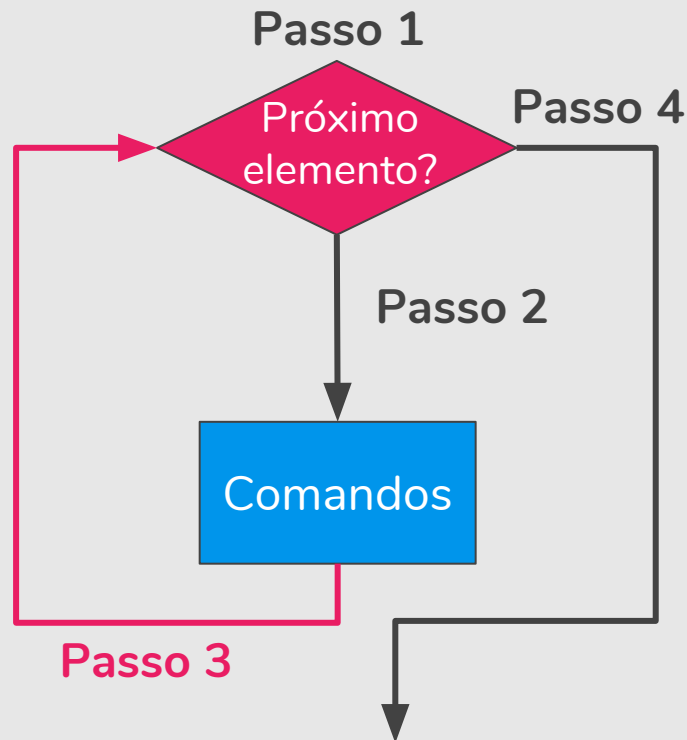 Passo 1
Próximo
elemento?
Passo 4
Passo 2
Comandos
Passo 3